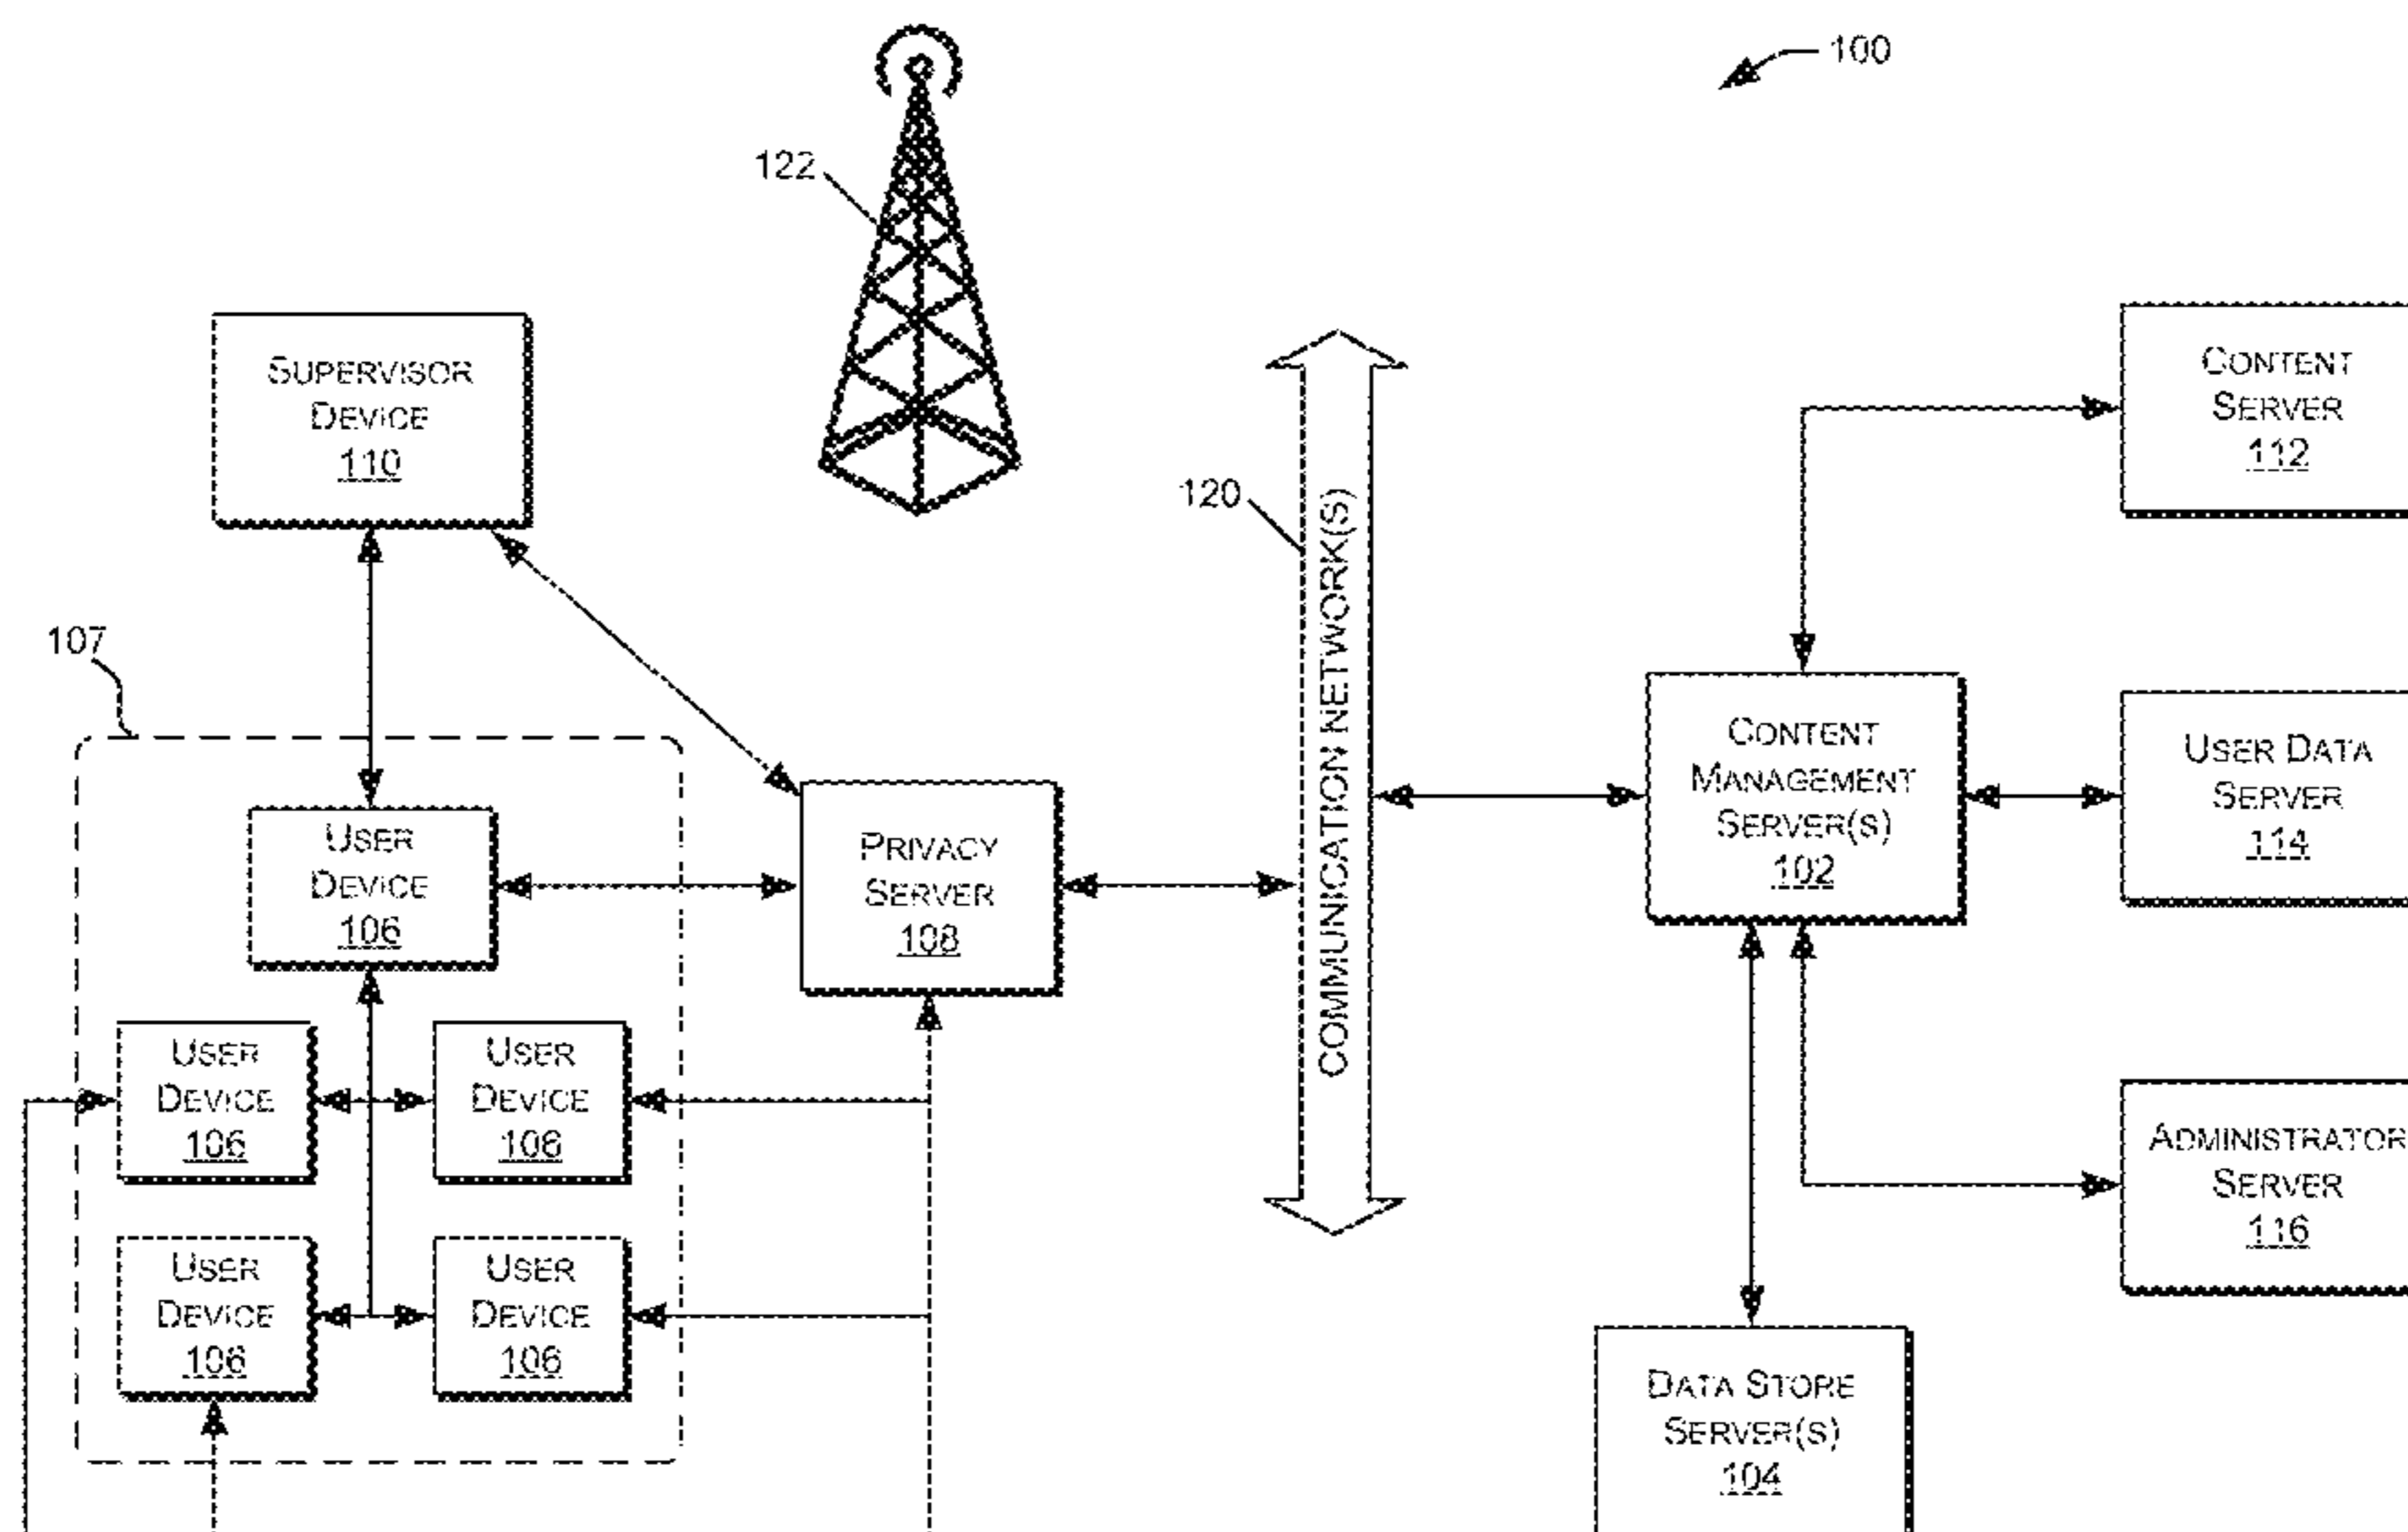 100
122
SUPERVISOR
DEVICE
110
CONTENT
SERVER
112
120
COMMUNICATION NETWORK(S)
107
CONTENT
MANAGEMENT
SERVER(S)
102
USER DATA
SERVER
114
USER
DEVICE
106
PRIVACY
SERVER
108
USER
DEVICE
106
USER
DEVICE
106
ADMINISTRATOR
SERVER
116
USER
DEVICE
106
USER
DEVICE
106
DATA STORE
SERVER(S)
104